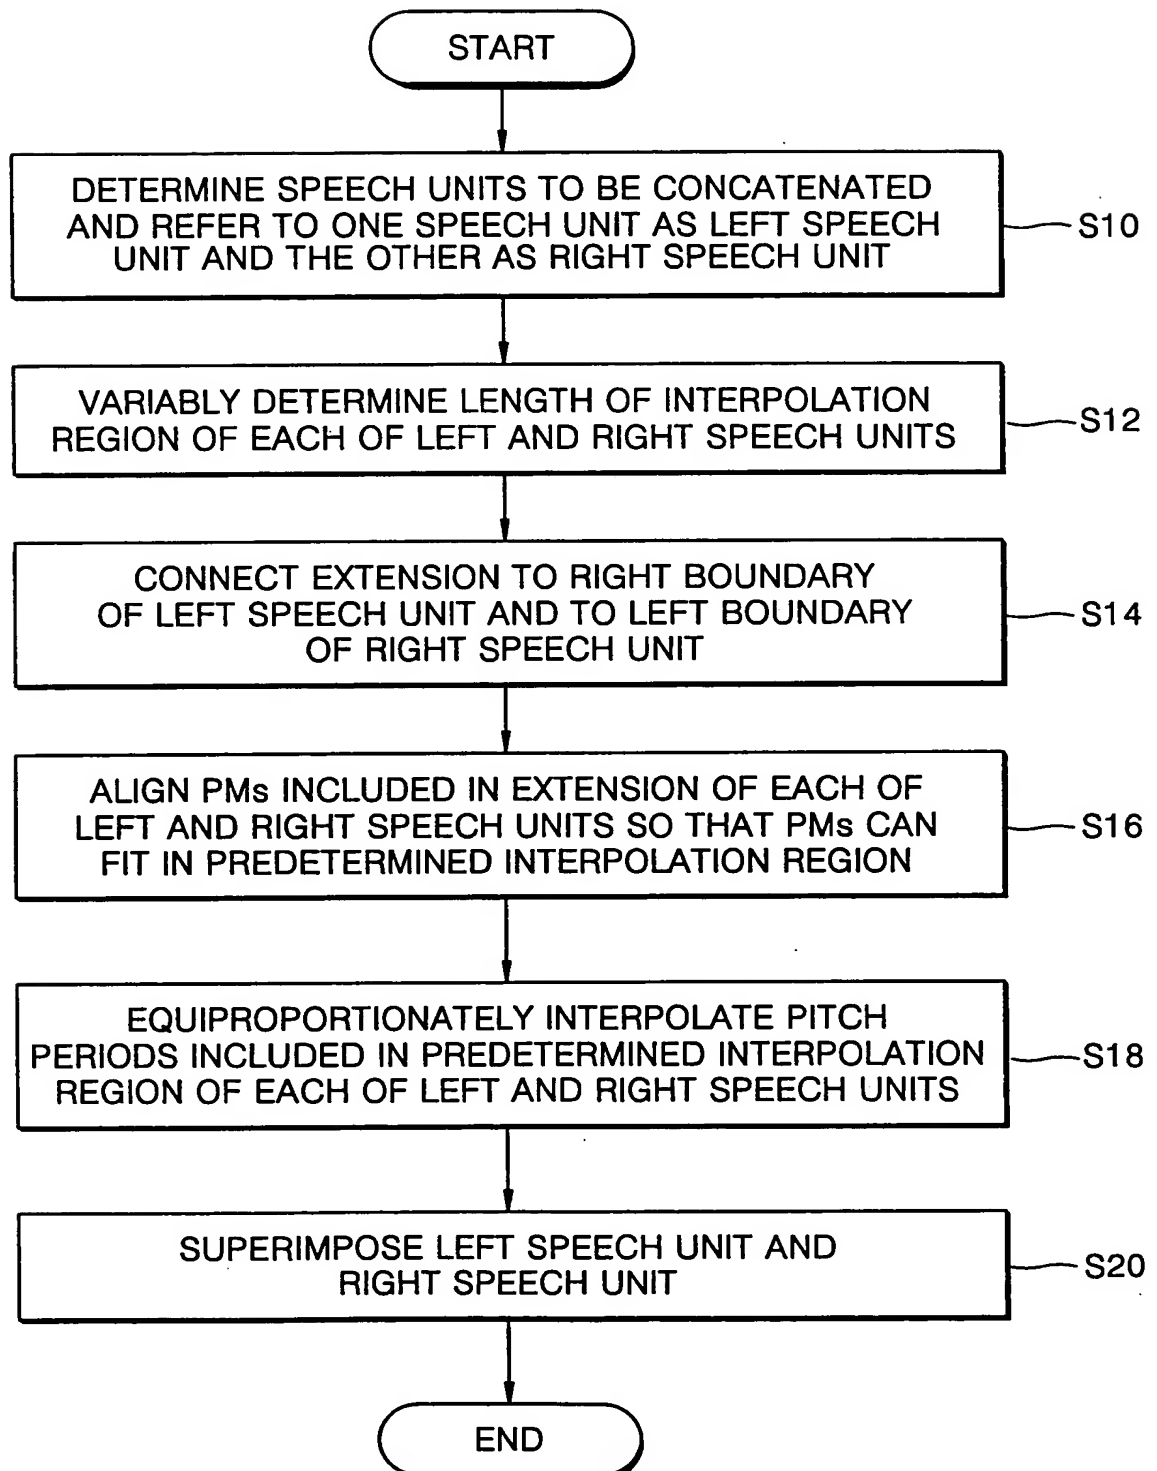 START
DETERMINE SPEECH UNITS TO BE CONCATENATED
AND REFER TO ONE SPEECH UNIT AS LEFT SPEECH
UNIT AND THE OTHER AS RIGHT SPEECH UNIT
S10
VARIABLY DETERMINE LENGTH OF INTERPOLATION
REGION OF EACH OF LEFT AND RIGHT SPEECH UNITS
S12
CONNECT EXTENSION TO RIGHT BOUNDARY
OF LEFT SPEECH UNIT AND TO LEFT BOUNDARY
OF RIGHT SPEECH UNIT
S14
ALIGN PMs INCLUDED IN EXTENSION OF EACH OF
LEFT AND RIGHT SPEECH UNITS SO THAT PMs CAN
FIT IN PREDETERMINED INTERPOLATION REGION
S16
EQUIPROPORTIONATELY INTERPOLATE PITCH
PERIODS INCLUDED IN PREDETERMINED INTERPOLATION
REGION OF EACH OF LEFT AND RIGHT SPEECH UNITS
S18
SUPERIMPOSE LEFT SPEECH UNIT AND
RIGHT SPEECH UNIT
S20
END